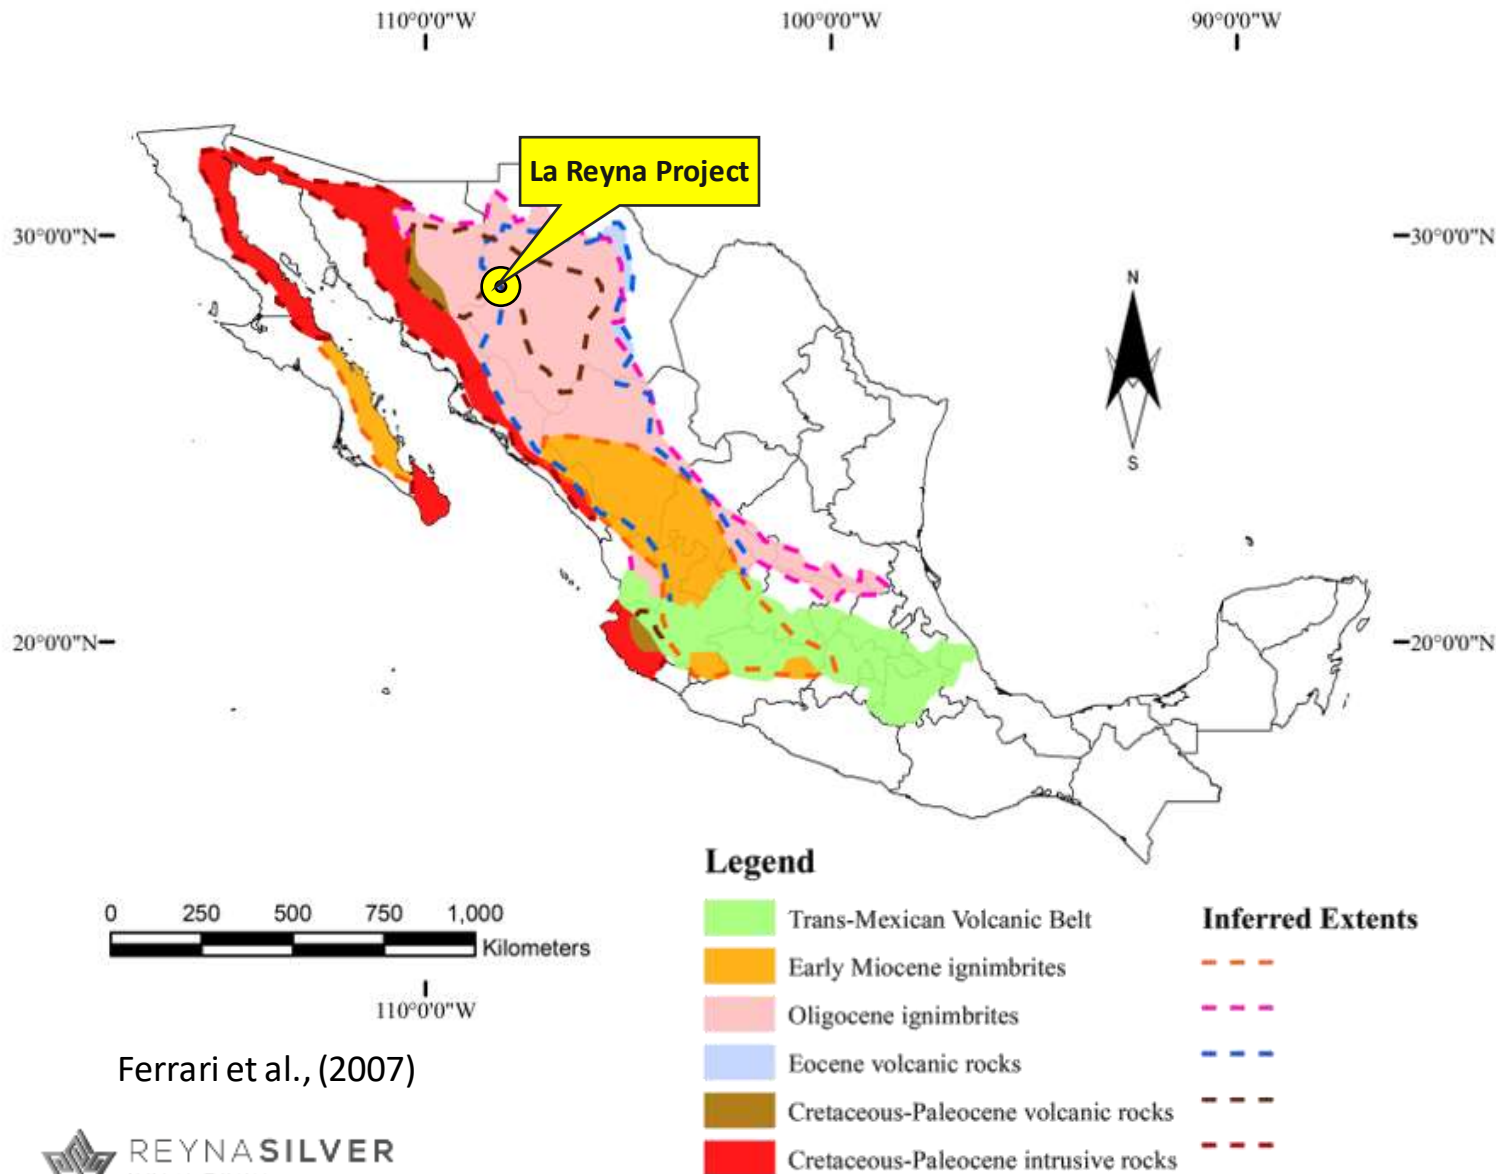 110°0'0"W 100°0'0"W 90°0'0"W
La Reyna Project
30°0'0"N 30°0'0"N
N
S
20°0'0"N 20°0'0"N
Legend
0 250 500 750 1,000
Kilometers
110°0'0"W
Trans-Mexican Volcanic Belt
Inferred Extents
Early Miocene ignimbrites
Oligocene ignimbrites
Eocene volcanic rocks
Cretaceous-Paleocene volcanic rocks
Cretaceous-Paleocene intrusive rocks
Ferrari et al., (2007)
REYNASILVER